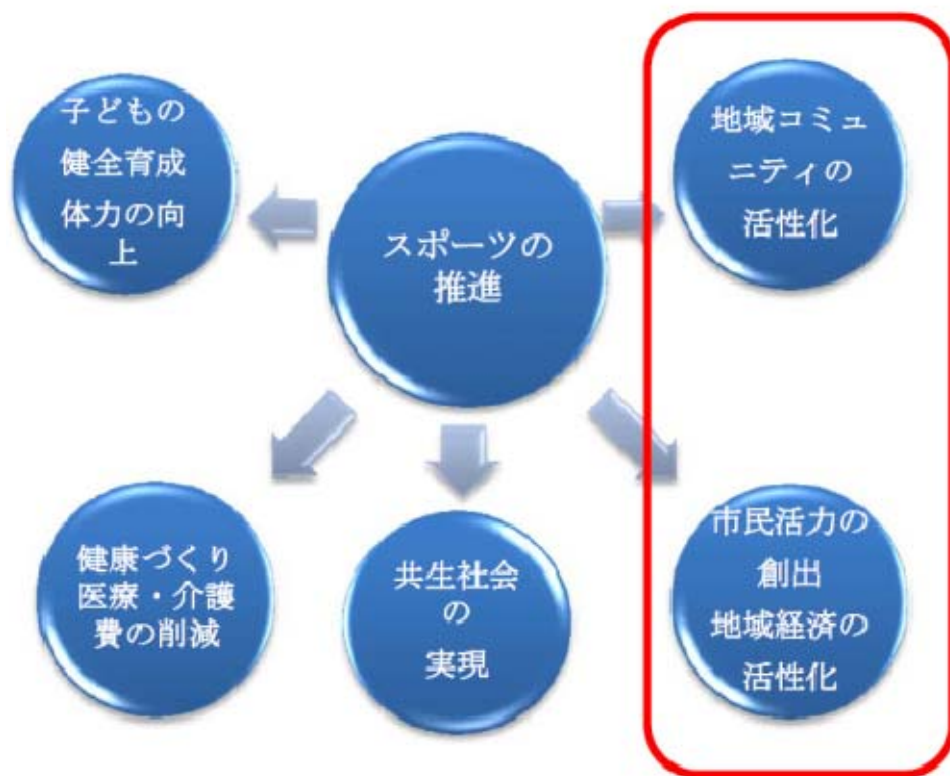 子どもの
健全育成
体力の向
上
スポーツの
推進
地域コミュ
ニティの
活性化
健康づくり
医療・介護
費の削減
共生社会
の
実現
市民活力の
創出
地域経済の
活性化